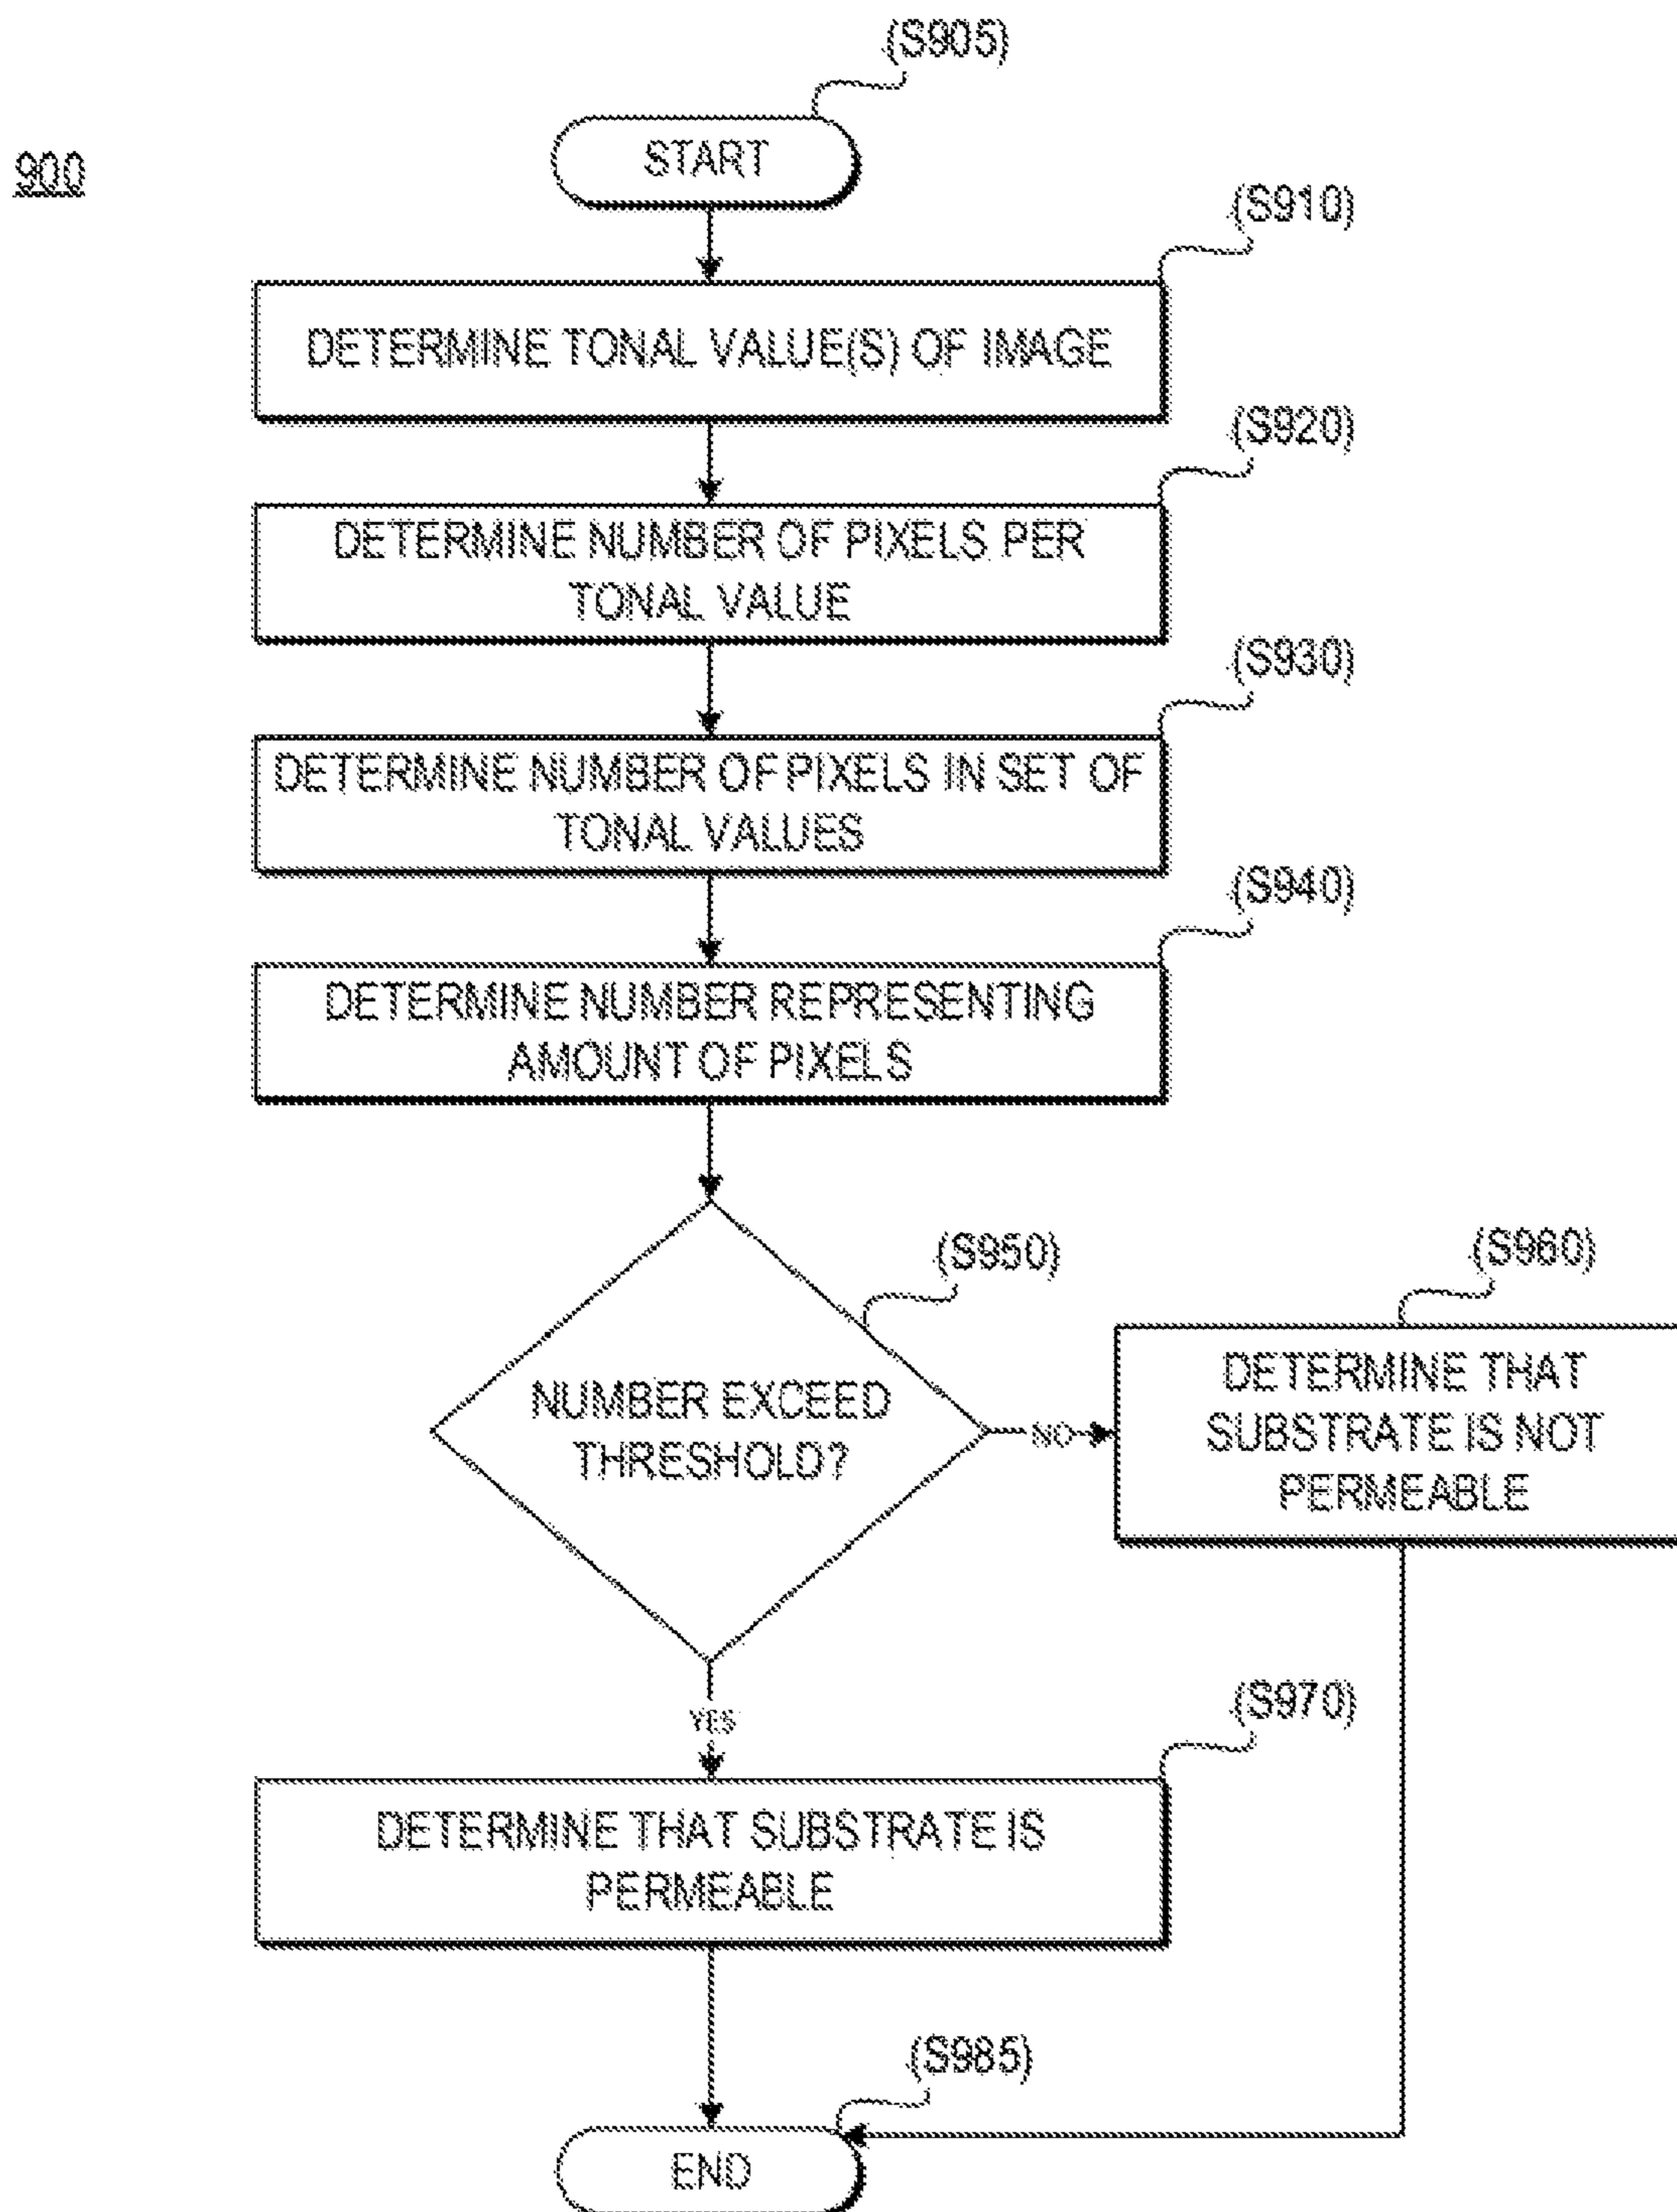 (S905)
900
START
(S910)
DETERMINE TONAL VALUE(S) OF IMAGE
(S920)
DETERMINE NUMBER OF PIXELS PER
TONAL VALUE
(S930)
DETERMINE NUMBER OF PIXELS IN SET OF
TONAL VALUES
(S940)
DETERMINE NUMBER REPRESENTING
AMOUNT OF PIXELS
(S950)
(S960)
NUMBER EXCEED
THRESHOLD?
NO
DETERMINE THAT
SUBSTRATE IS NOT
PERMEABLE
YES
(S970)
DETERMINE THAT SUBSTRATE IS
PERMEABLE
(S985)
END